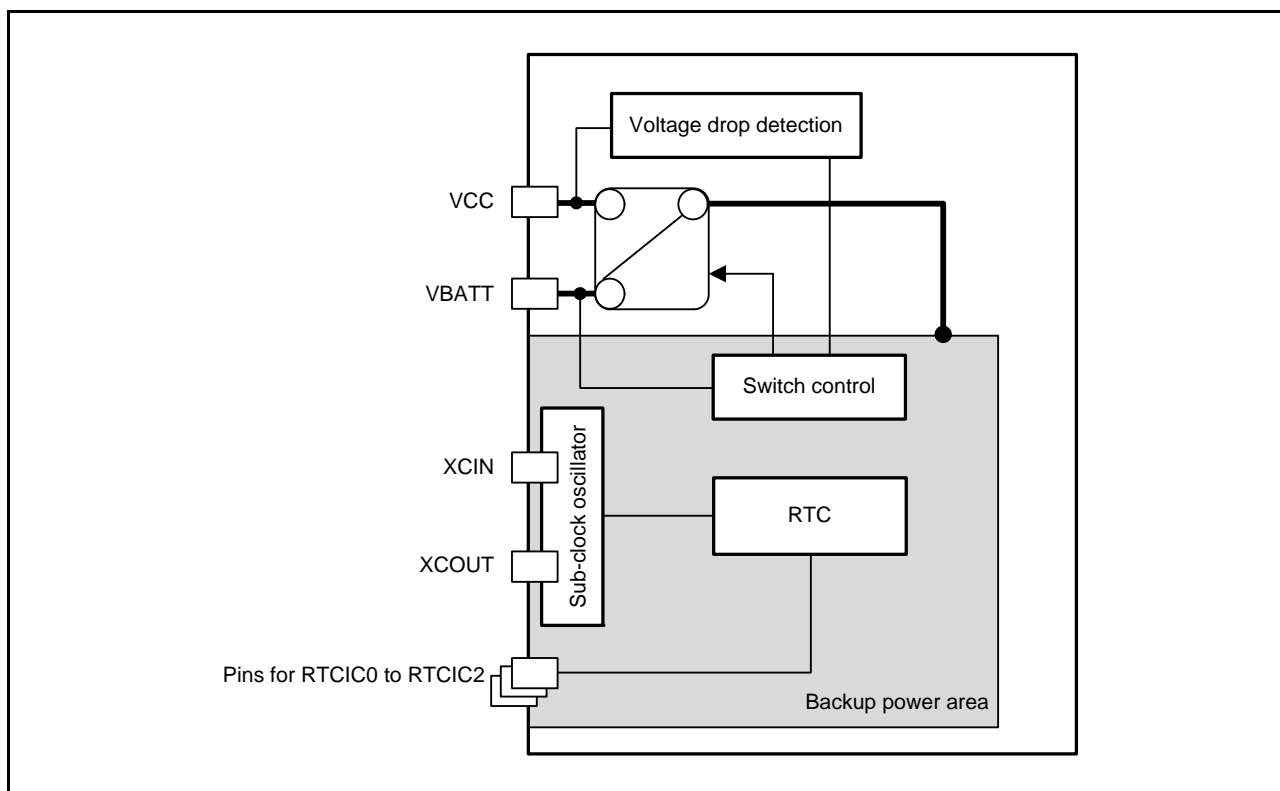 Voltage drop detection
VCC
VBATT
Switch control
XCIN
Sub-clock oscillator
RTC
XCOUT
Pins for RTCIC0 to RTCIC2
Backup power area